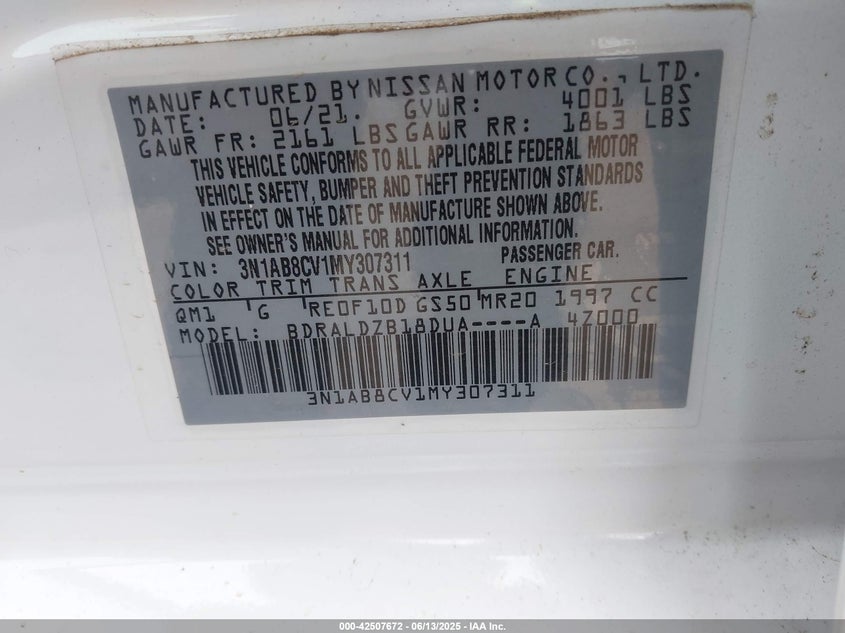 MANUFACTURED BY NISSAN MOTOR CO., LTD.
DATE: 06/21. GVWR: 4001 LBS
GAWR FR: 2161 LBS GAWR RR: 1863 LBS
THIS VEHICLE CONFORMS TO ALL APPLICABLE FEDERAL MOTOR
VEHICLE SAFETY, BUMPER AND THEFT PREVENTION STANDARDS
IN EFFECT ON THE DATE OF MANUFACTURE SHOWN ABOVE.
SEE OWNER'S MANUAL FOR ADDITIONAL INFORMATION.
VIN: 3N1AB8CV1MY307311 PASSENGER CAR.
COLOR TRIM TRANS AXLE ENGINE
QM1 G RE0F10D GS50 MR20 1997 CC
MODEL: BDRALDZB18DUA----A 4Z000
3N1AB8CV1MY307311
000-42507672 - 06/13/2025 - IAA Inc.